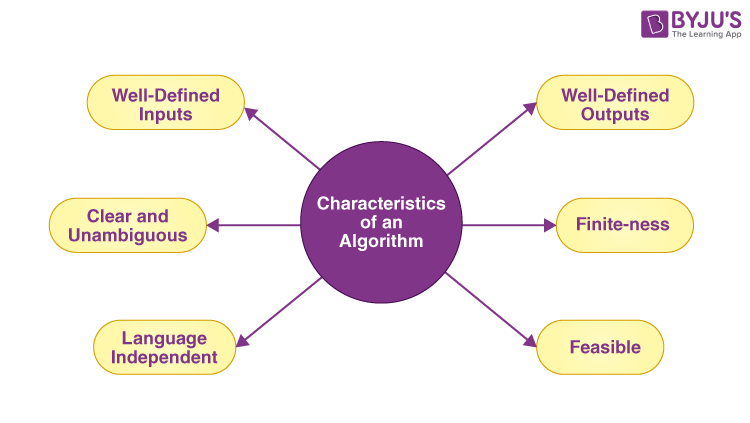 BYJU'S
The Learning App
Well-Defined
Inputs
Well-Defined
Outputs
Characteristics
of an
Algorithm
Clear and
Unambiguous
Finite-ness
Language
Independent
Feasible